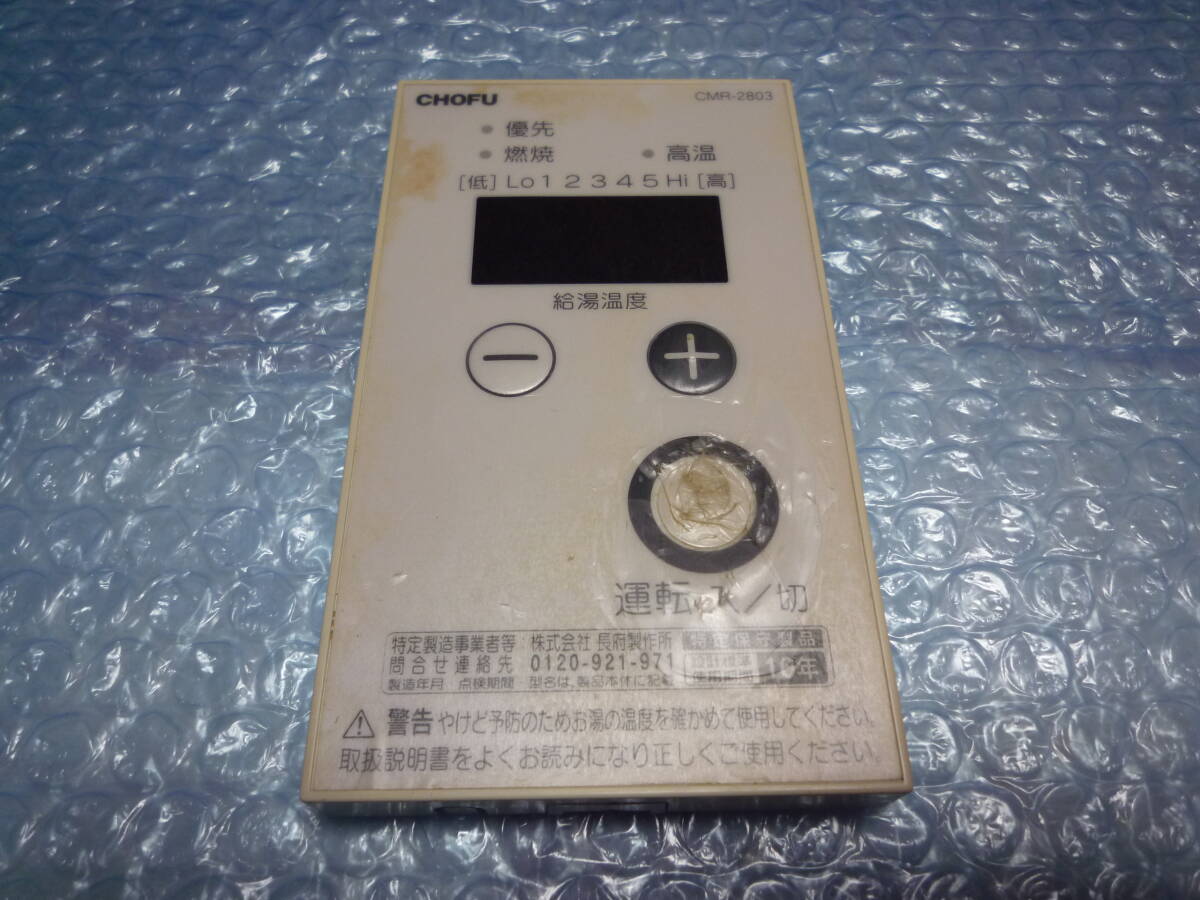 CHOFU CMR-2803
優先
燃焼 高温
[低] Lo 1 2 3 4 5 Hi [高]
給湯温度
− +
運転 入/切
特定製造事業者等:株式会社 長府製作所
問合せ連絡先 0120-921-971
製造年月・点検期間・型名は、製品本体に記載
特定保守製品
使用期間 10年
警告 やけど予防のためお湯の温度を確かめて使用してください。
取扱説明書をよくお読みになり正しくご使用ください。